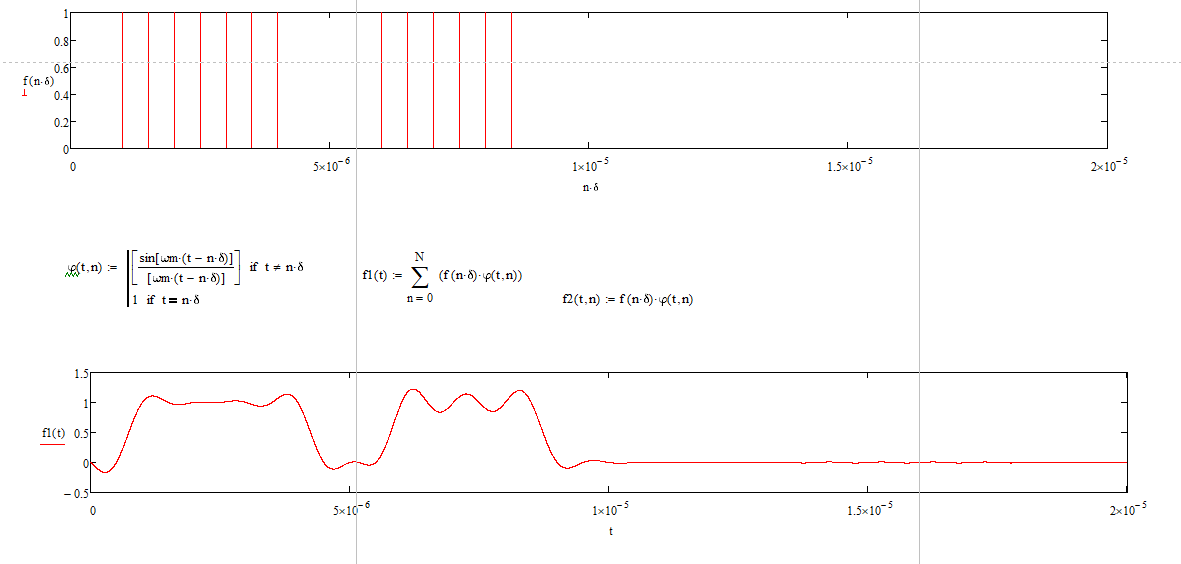 1
0.8
0.6
f(n·δ)
0.4
0.2
0
0 5×10⁻⁶ 1×10⁻⁵ 1.5×10⁻⁵ 2×10⁻⁵
n·δ
φ(t,n) := [sin[ωm·(t − n·δ)] / [ωm·(t − n·δ)]] if t ≠ n·δ
1 if t = n·δ
f1(t) := ∑ (f(n·δ)·φ(t,n))
N
n = 0
f2(t,n) := f(n·δ)·φ(t,n)
1.5
1
f1(t) 0.5
0
−0.5
0 5×10⁻⁶ 1×10⁻⁵ 1.5×10⁻⁵ 2×10⁻⁵
t